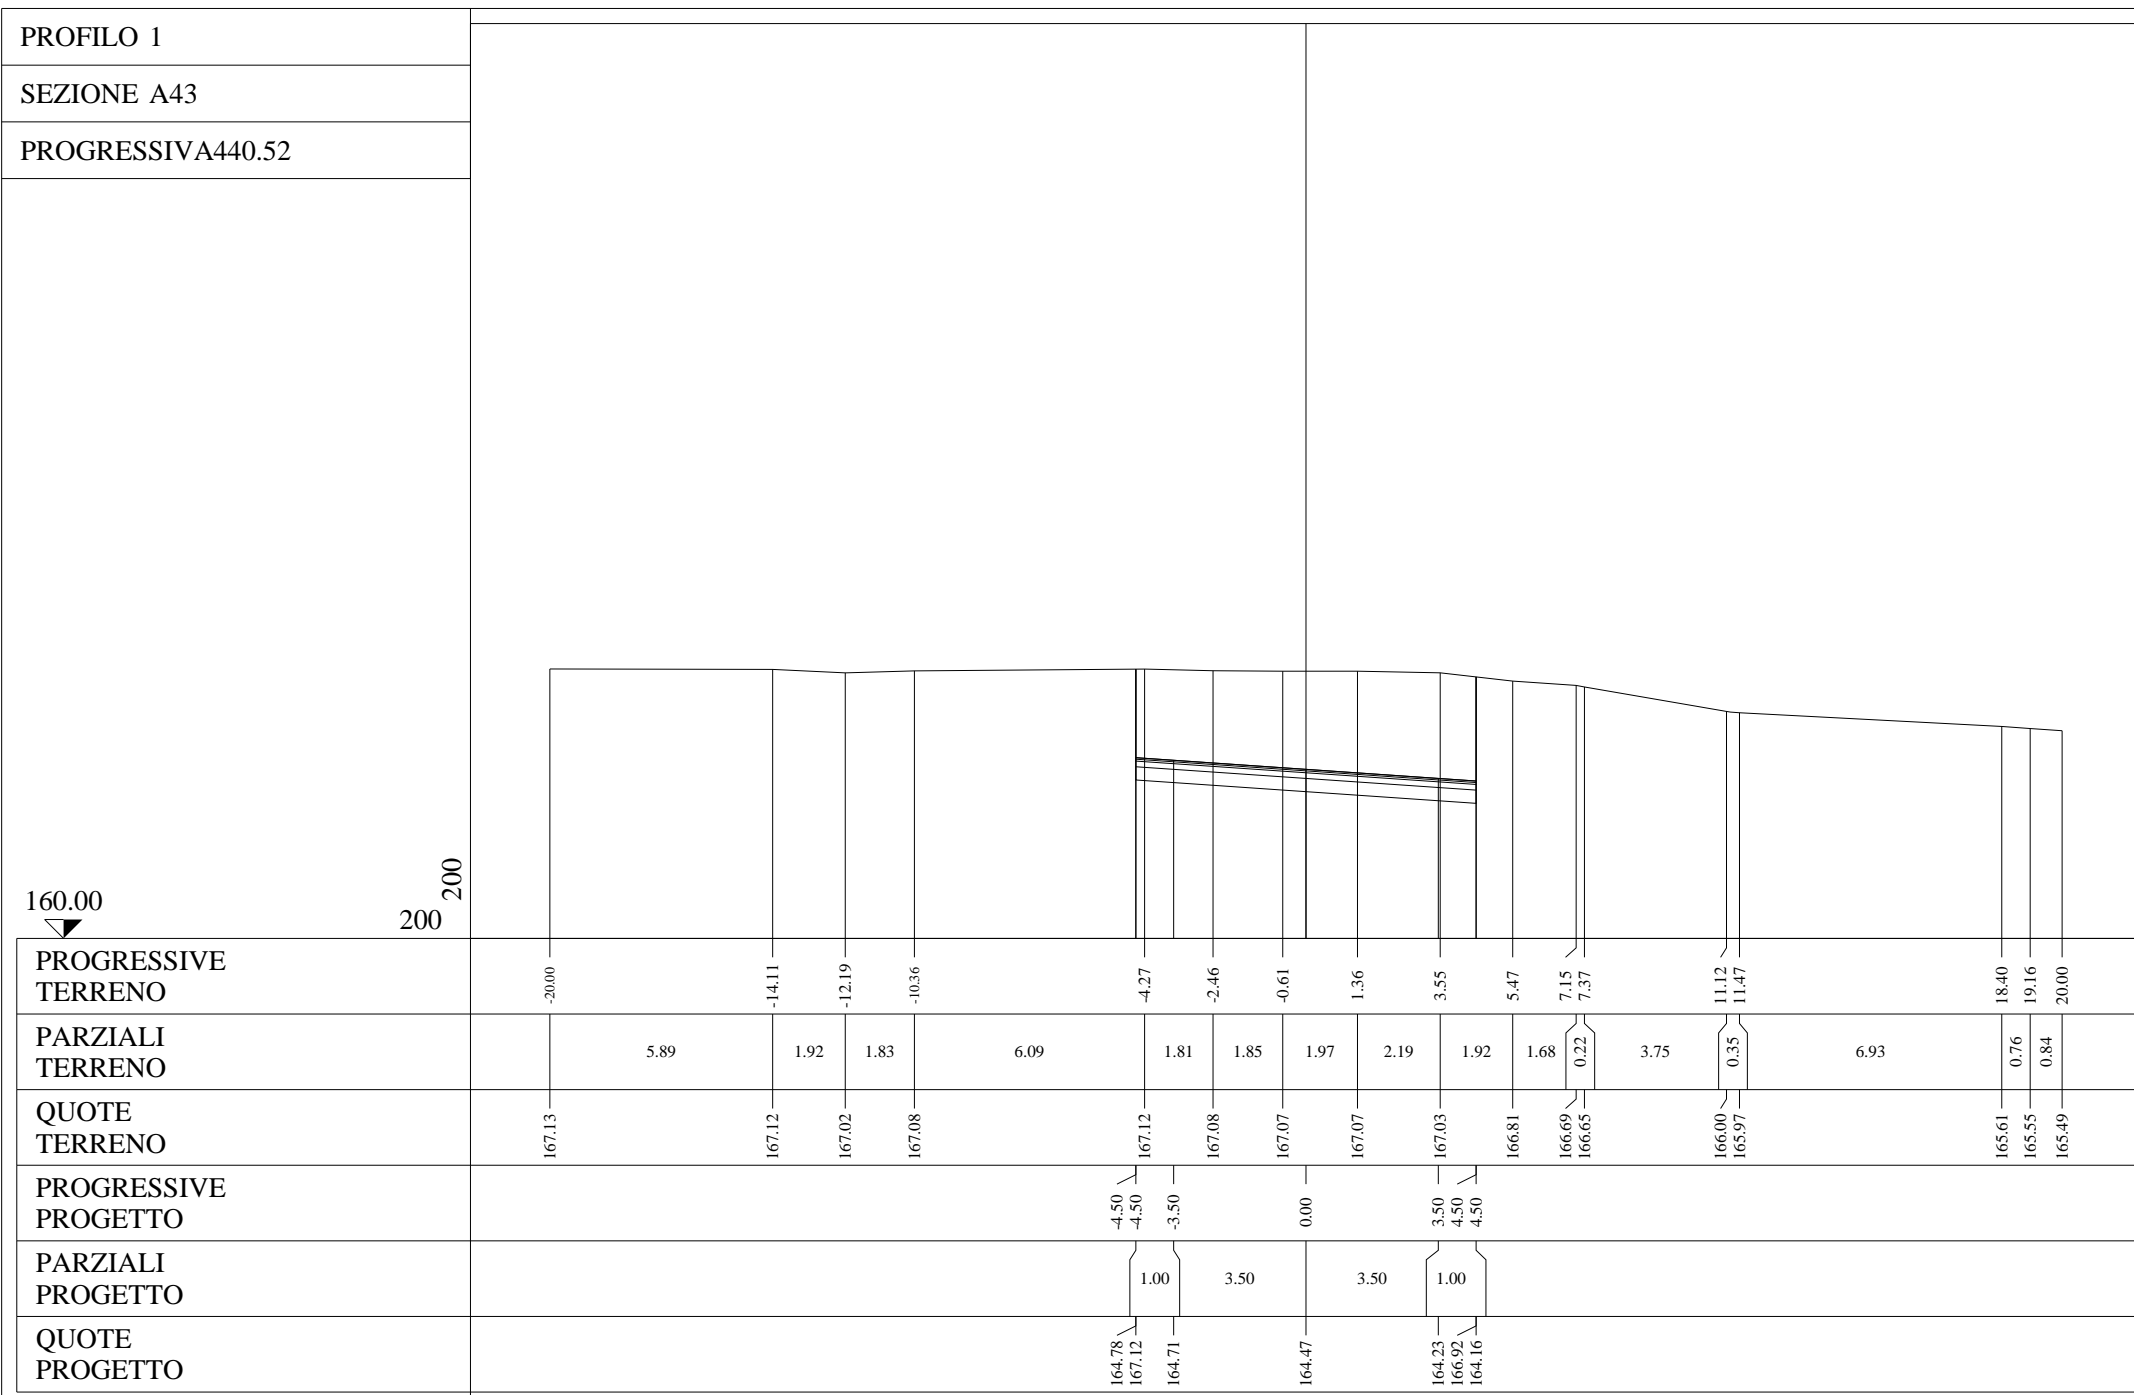 PROFILO 1
SEZIONE A43
PROGRESSIVA440.52
200
160.00
200
PROGRESSIVE
TERRENO
-20.00 -14.11 -12.19 -10.36 -4.27 -2.46 -0.61 1.36 3.55 5.47 7.15 7.37 11.12 11.47 18.40 19.16 20.00
PARZIALI
TERRENO
5.89 1.92 1.83 6.09 1.81 1.85 1.97 2.19 1.92 1.68 0.22 3.75 0.35 6.93 0.76 0.84
QUOTE
TERRENO
167.13 167.12 167.02 167.08 167.12 167.08 167.07 167.07 167.03 166.81 166.69 166.65 166.00 165.97 165.61 165.55 165.49
PROGRESSIVE
PROGETTO
-4.50 -4.50 -3.50 0.00 3.50 4.50 4.50
PARZIALI
PROGETTO
1.00 3.50 3.50 1.00
QUOTE
PROGETTO
164.78 167.12 164.71 164.47 164.23 166.92 164.16